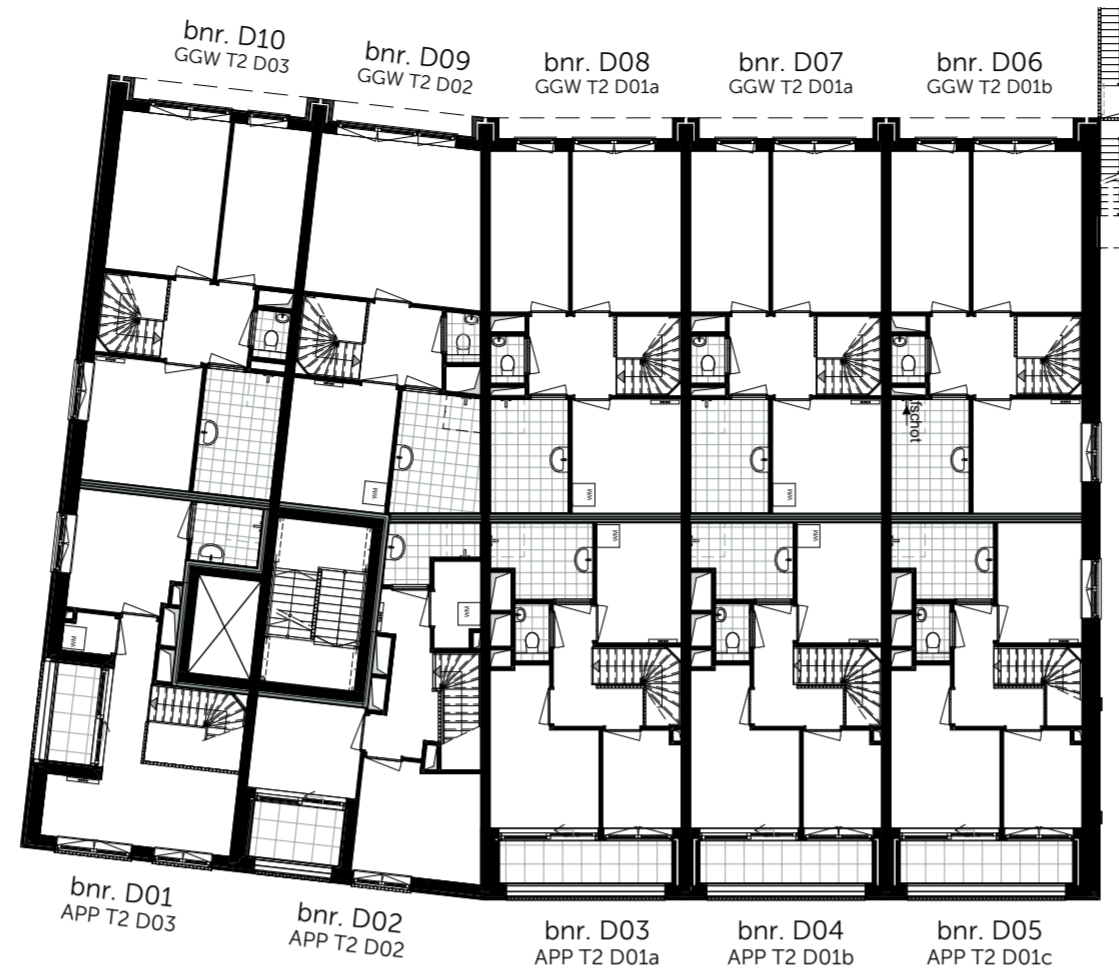 bnr. D10
GGW T2 D03
bnr. D09
GGW T2 D02
bnr. D08
GGW T2 D01a
bnr. D07
GGW T2 D01a
bnr. D06
GGW T2 D01b
fschot
WM
WM
WM
WM
WM
WM
WM
bnr. D01
APP T2 D03
bnr. D02
APP T2 D02
bnr. D03
APP T2 D01a
bnr. D04
APP T2 D01b
bnr. D05
APP T2 D01c